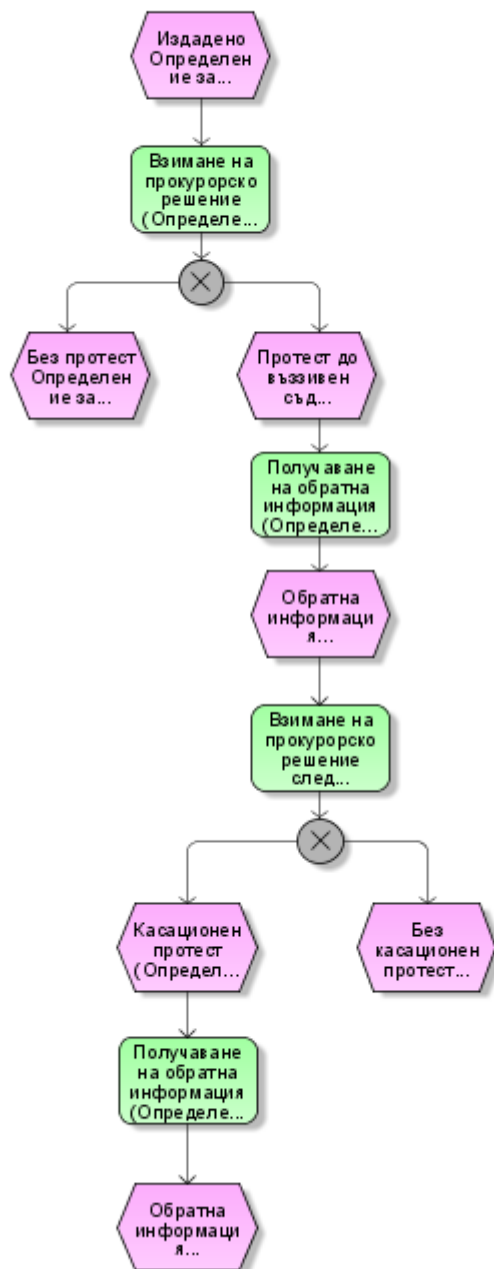 Издадено
Определен
ие за...
Взимане на
прокурорско
решение
(Определе...
Без протест
Определен
ие за...
Протест до
въззивен
съд...
Получаване
на обратна
информация
(Определе...
Обратна
информаци
я...
Взимане на
прокурорско
решение
след...
Касационен
протест
(Определ...
Без
касационен
протест...
Получаване
на обратна
информация
(Определе...
Обратна
информаци
я...